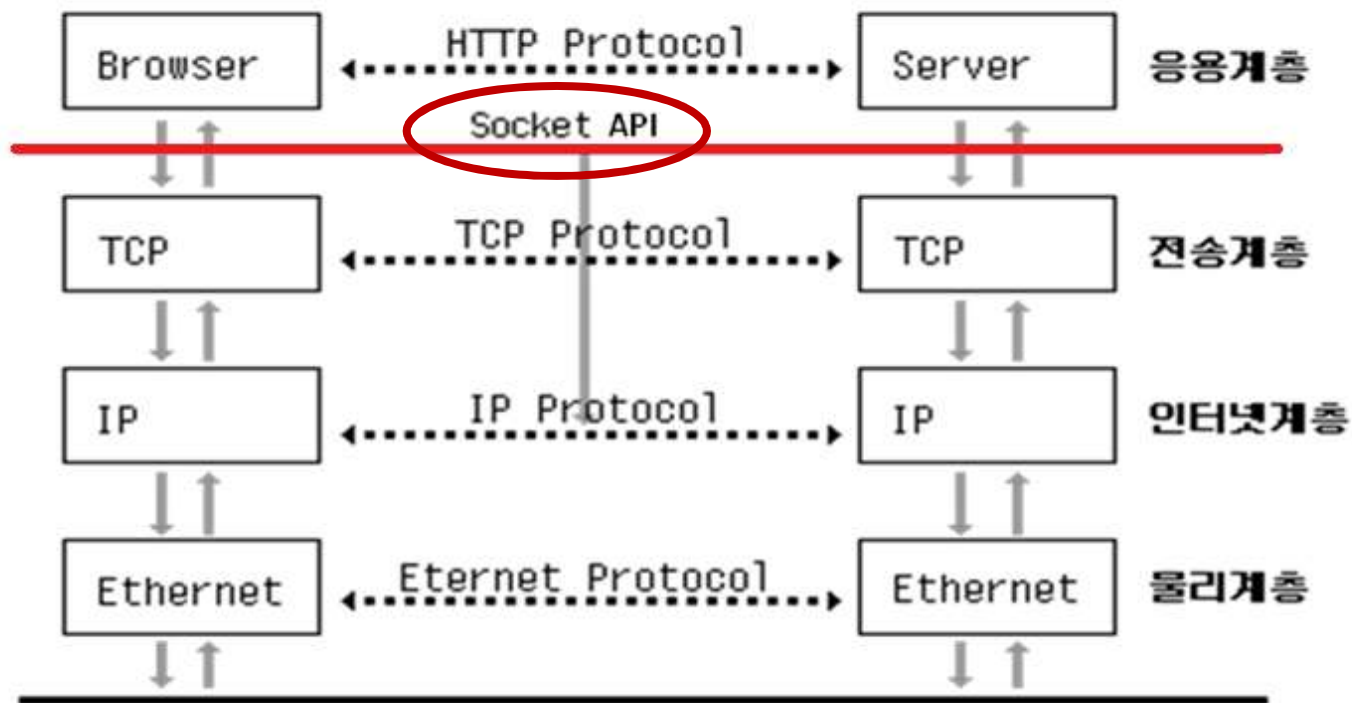 Browser HTTP Protocol Server 응용계층
Socket API
TCP TCP Protocol TCP 전송계층
IP IP Protocol IP 인터넷계층
Ethernet Eternet Protocol Ethernet 물리계층